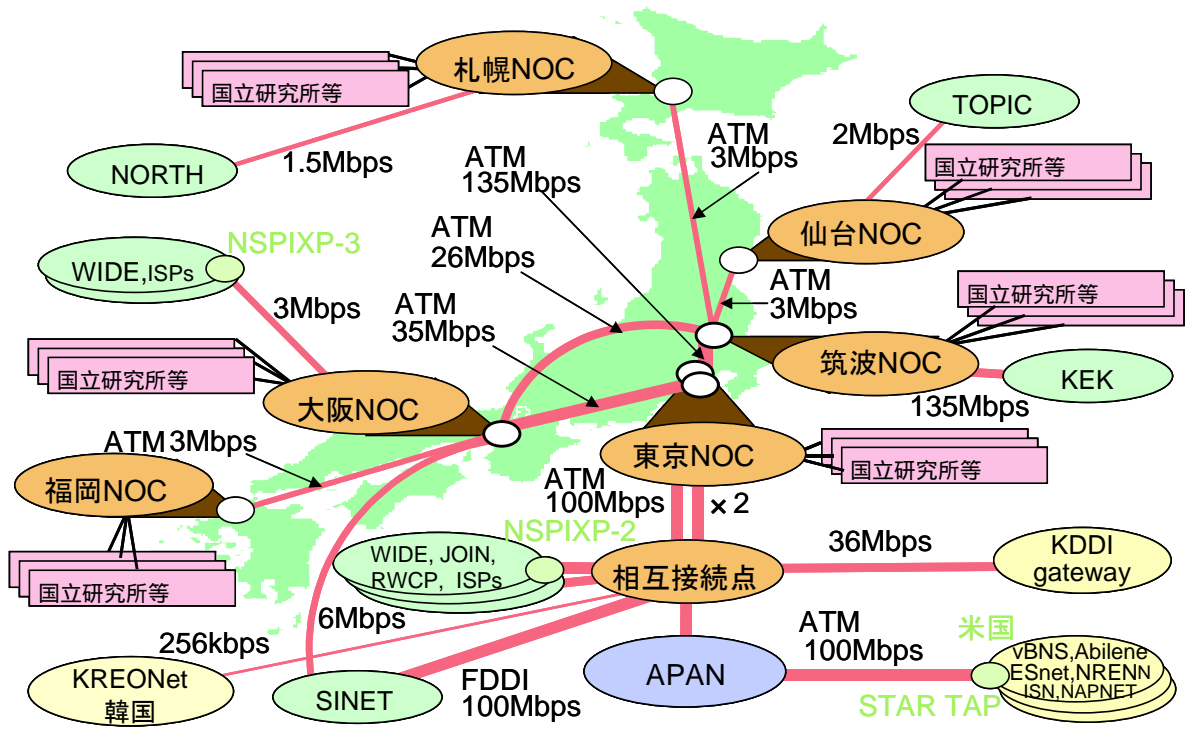 札幌NOC
国立研究所等
TOPIC
ATM
3Mbps
2Mbps
ATM
135Mbps
1.5Mbps
NORTH
国立研究所等
仙台NOC
NSPIXP-3
WIDE,ISPs
ATM
26Mbps
ATM
3Mbps
国立研究所等
3Mbps
ATM
35Mbps
筑波NOC
KEK
135Mbps
国立研究所等
大阪NOC
ATM 3Mbps
東京NOC
国立研究所等
福岡NOC
ATM
100Mbps
×2
NSPIXP-2
WIDE, JOIN,
RWCP, ISPs
相互接続点
36Mbps
KDDI
gateway
国立研究所等
6Mbps
256kbps
KREONet
韓国
SINET
FDDI
100Mbps
APAN
ATM
100Mbps
米国
vBNS,Abilene
ESnet,NRENN
ISN,NAPNET
STAR TAP